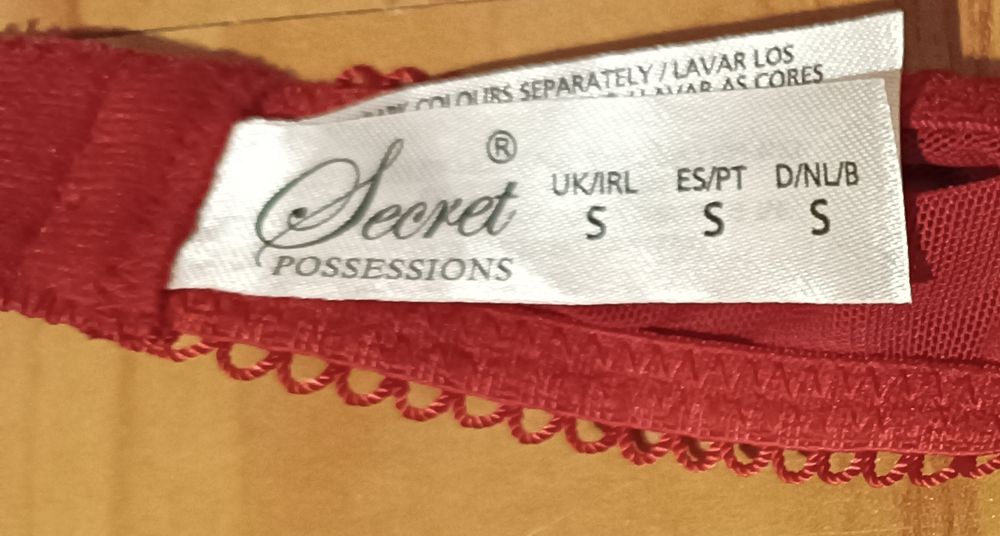 COLOURS SEPARATELY / LAVAR LOS
LAVAR AS CORES
Secret ®
POSSESSIONS
UK/IRL ES/PT D/NL/B
S S S